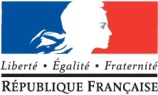 Liberté • Égalité • Fraternité
RÉPUBLIQUE FRANÇAISE